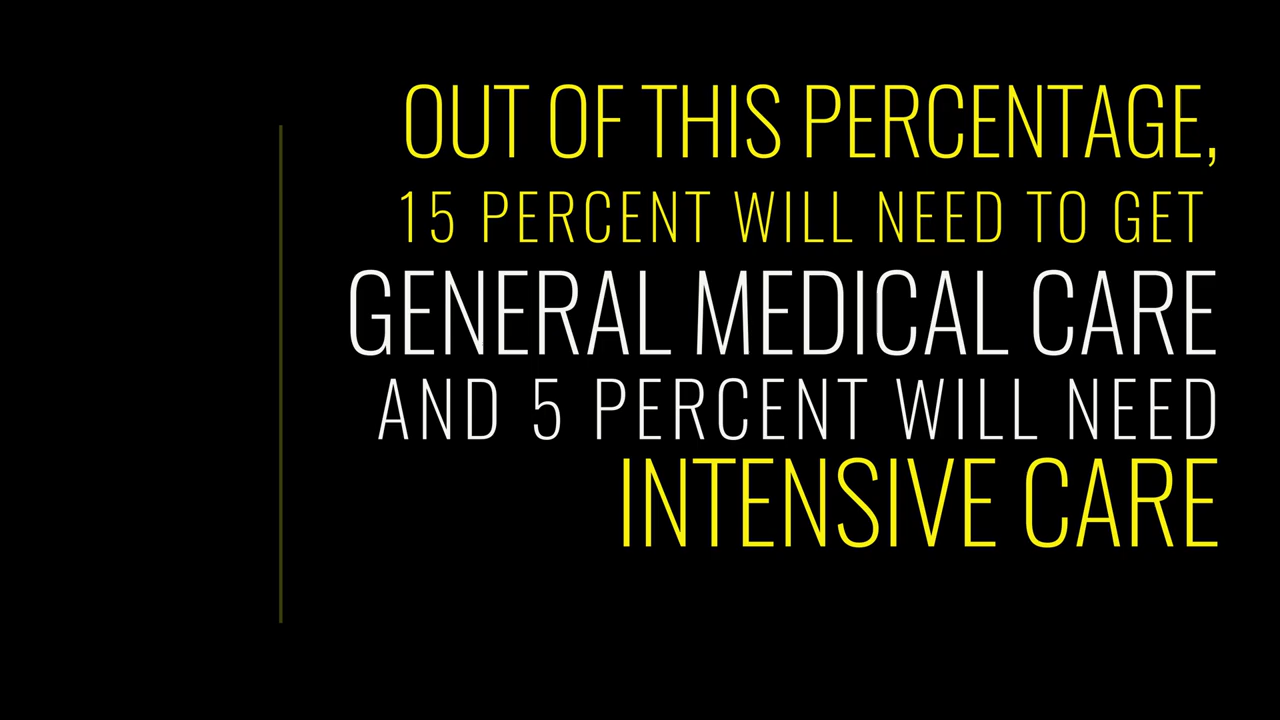 OUT OF THIS PERCENTAGE,
15 PERCENT WILL NEED TO GET
GENERAL MEDICAL CARE
AND 5 PERCENT WILL NEED
INTENSIVE CARE